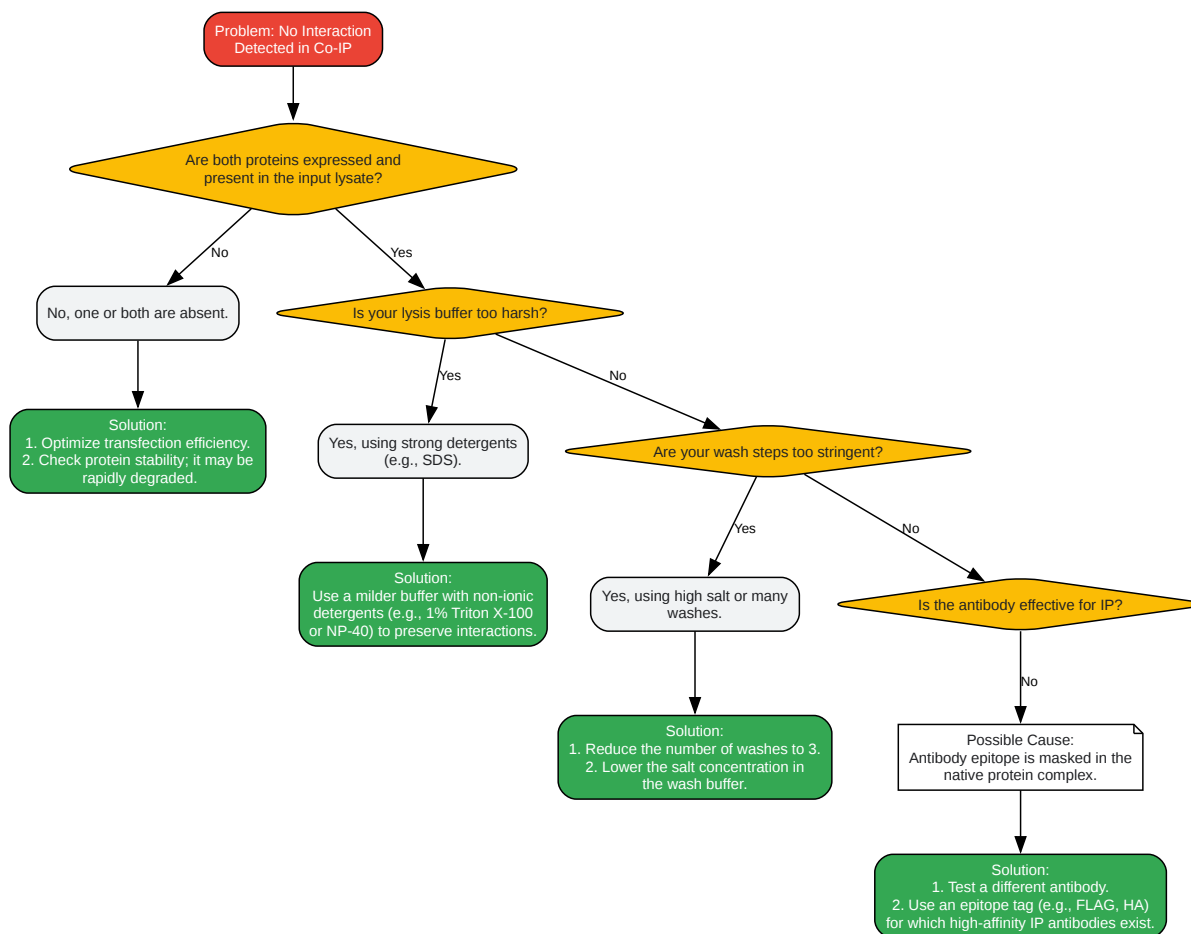 Problem: No Interaction
Detected in Co-IP
Are both proteins expressed and
present in the input lysate?
No
Yes
No, one or both are absent.
Is your lysis buffer too harsh?
Yes
No
Solution:
1. Optimize transfection efficiency.
2. Check protein stability; it may be
rapidly degraded.
Yes, using strong detergents
(e.g., SDS).
Are your wash steps too stringent?
Yes
No
Solution:
Use a milder buffer with non-ionic
detergents (e.g., 1% Triton X-100
or NP-40) to preserve interactions.
Yes, using high salt or many
washes.
Is the antibody effective for IP?
No
Solution:
1. Reduce the number of washes to 3.
2. Lower the salt concentration in
the wash buffer.
Possible Cause:
Antibody epitope is masked in the
native protein complex.
Solution:
1. Test a different antibody.
2. Use an epitope tag (e.g., FLAG, HA)
for which high-affinity IP antibodies exist.